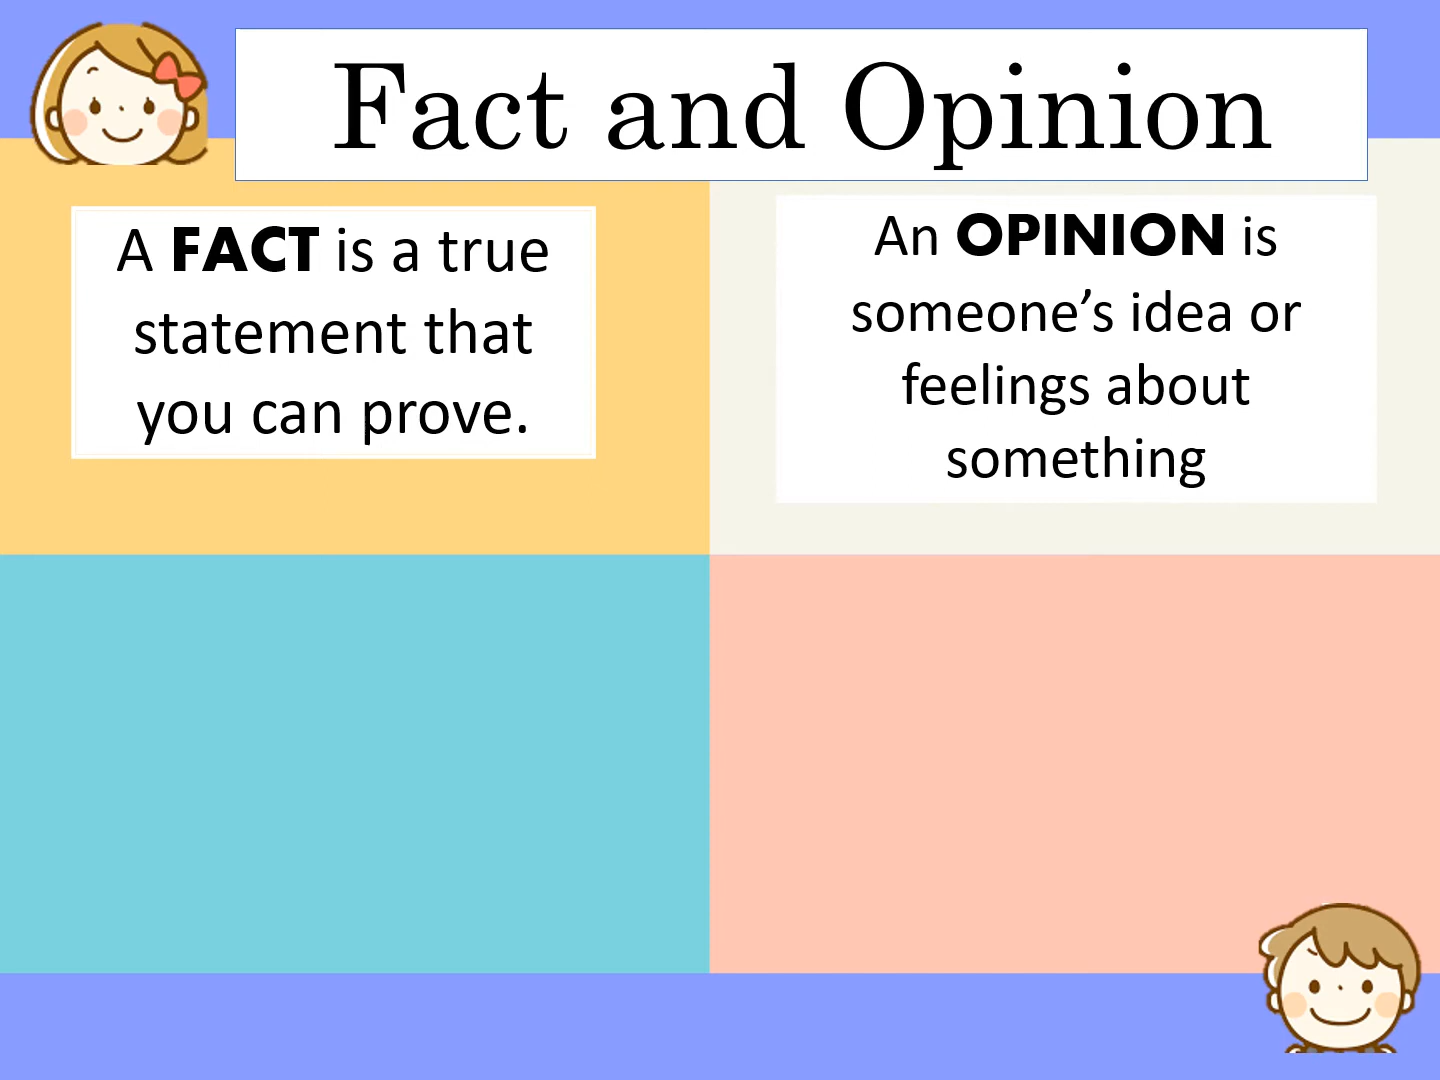 Fact and Opinion
A FACT is a true
statement that
you can prove.
An OPINION is
someone’s idea or
feelings about
something